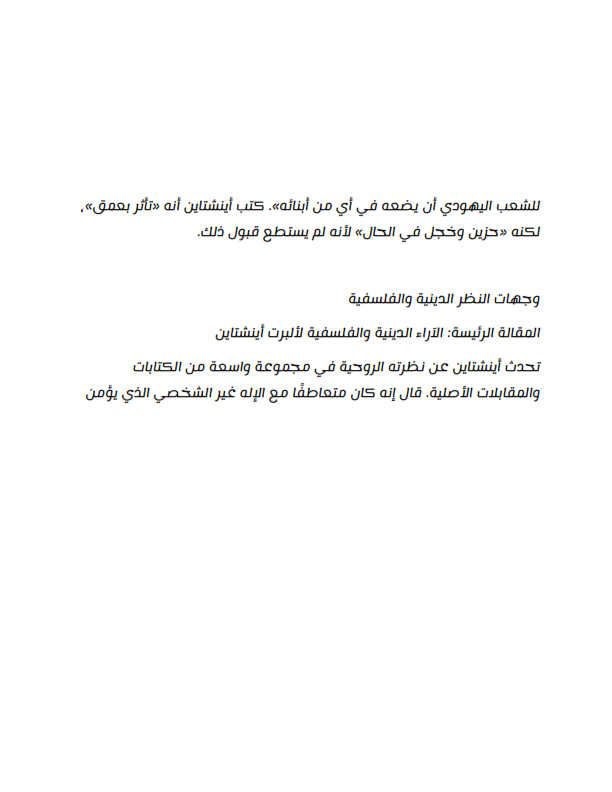 للشعب اليهودي أن يضعه في أي من أبنائه». كتب أينشتاين أنه «تأثر بعمق»،
لكنه «حزين وخجل في الحال» لأنه لم يستطع قبول ذلك.
وجهات النظر الدينية والفلسفية
المقالة الرئيسة: الآراء الدينية والفلسفية لألبرت أينشتاين
تحدث أينشتاين عن نظرته الروحية في مجموعة واسعة من الكتابات
والمقابلات الأصلية. قال إنه كان متعاطفًا مع الإله غير الشخصي الذي يؤمن